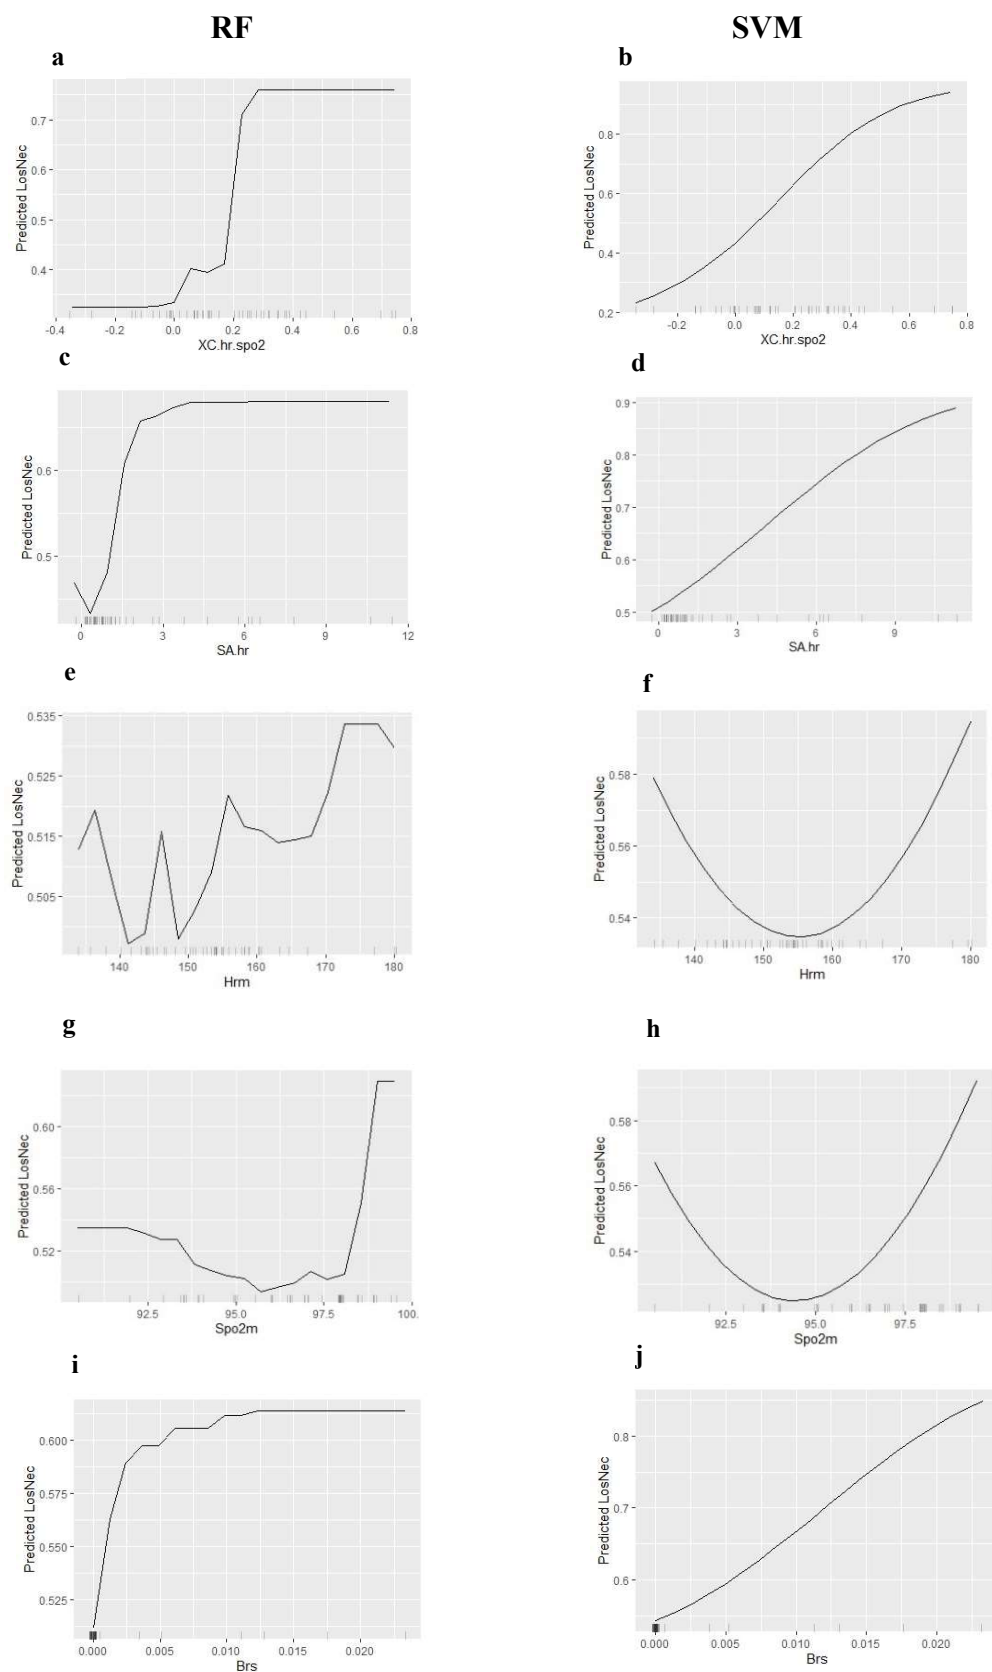 RF SVM
a b
Predicted LosNec
0.7
0.6
0.5
0.4
-0.4 -0.2 0.0 0.2 0.4 0.6 0.8
XC.hr.spo2
Predicted LosNec
0.8
0.6
0.4
0.2
-0.2 0.0 0.2 0.4 0.6 0.8
XC.hr.spo2
c d
Predicted LosNec
0.6
0.5
0 3 6 9 12
SA.hr
Predicted LosNec
0.9
0.8
0.7
0.6
0.5
0 3 6 9
SA.hr
e f
Predicted LosNec
0.535
0.525
0.515
0.505
140 150 160 170 180
Hrm
Predicted LosNec
0.58
0.56
0.54
140 150 160 170 180
Hrm
g h
Predicted LosNec
0.60
0.56
0.52
92.5 95.0 97.5 100.
Spo2m
Predicted LosNec
0.58
0.56
0.54
92.5 95.0 97.5
Spo2m
i j
Predicted LosNec
0.600
0.575
0.550
0.525
0.000 0.005 0.010 0.015 0.020
Brs
Predicted LosNec
0.8
0.7
0.6
0.000 0.005 0.010 0.015 0.020
Brs